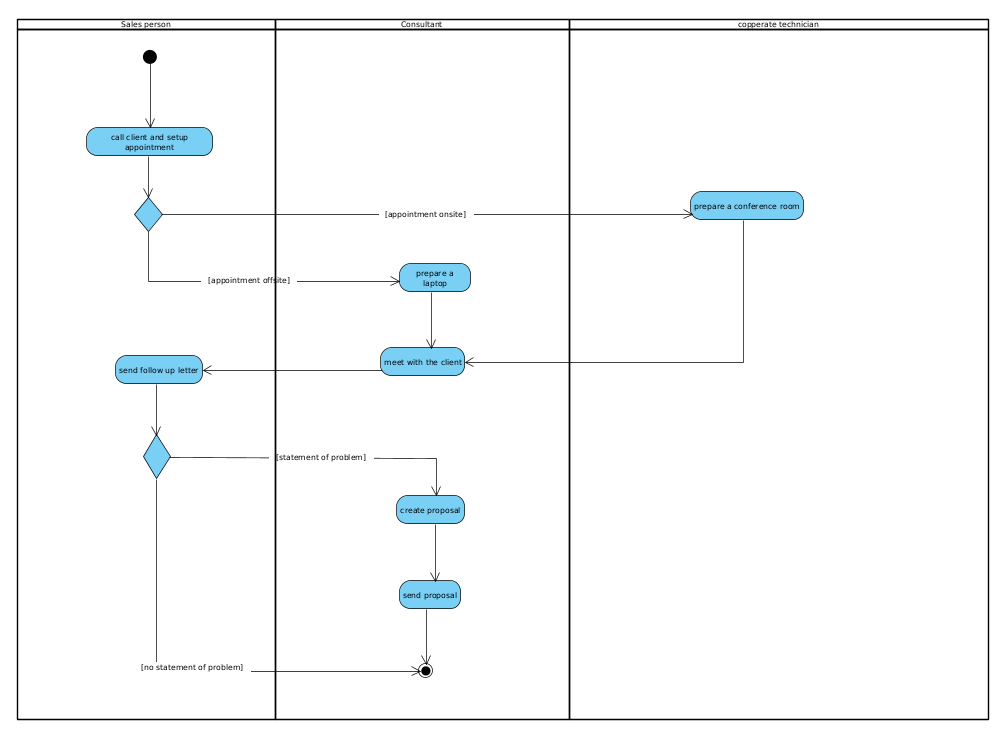 Sales person
Consultant
copperate technician
call client and setup
appointment
[appointment onsite]
prepare a conference room
[appointment offsite]
prepare a
laptop
meet with the client
send follow up letter
[statement of problem]
create proposal
send proposal
[no statement of problem]